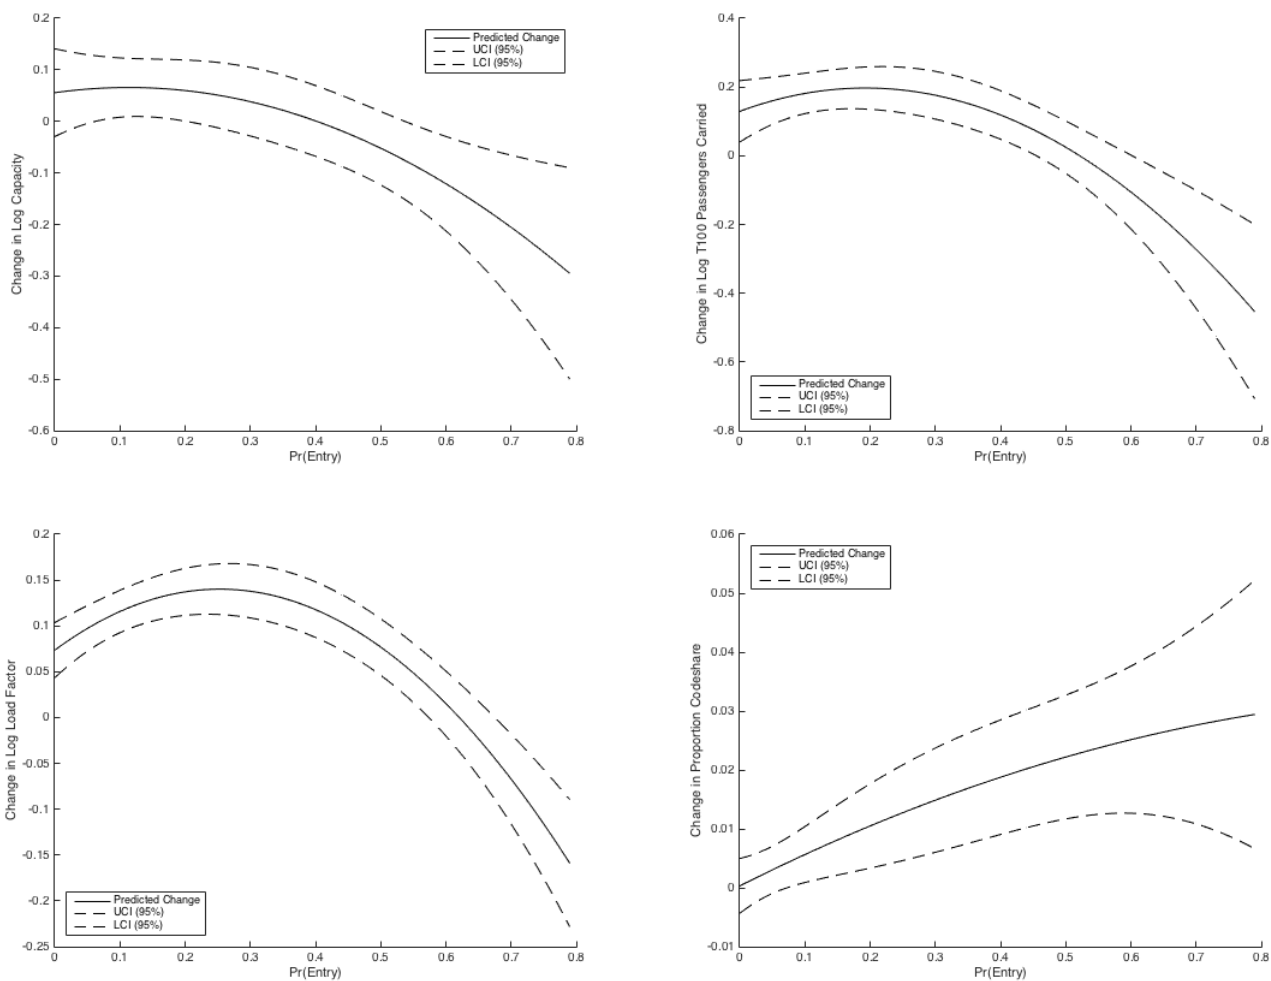 0.2
0.1
0
-0.1
-0.2
-0.3
-0.4
-0.5
-0.6
Change in Log Capacity
Predicted Change
UCI (95%)
LCI (95%)
0 0.1 0.2 0.3 0.4 0.5 0.6 0.7 0.8
Pr(Entry)
0.4
0.2
0
-0.2
-0.4
-0.6
-0.8
Change in Log T100 Passengers Carried
Predicted Change
UCI (95%)
LCI (95%)
0 0.1 0.2 0.3 0.4 0.5 0.6 0.7 0.8
Pr(Entry)
0.2
0.15
0.1
0.05
0
-0.05
-0.1
-0.15
-0.2
-0.25
Change in Log Load Factor
Predicted Change
UCI (95%)
LCI (95%)
0 0.1 0.2 0.3 0.4 0.5 0.6 0.7 0.8
Pr(Entry)
0.06
0.05
0.04
0.03
0.02
0.01
0
-0.01
Change in Proportion Codeshare
Predicted Change
UCI (95%)
LCI (95%)
0 0.1 0.2 0.3 0.4 0.5 0.6 0.7 0.8
Pr(Entry)